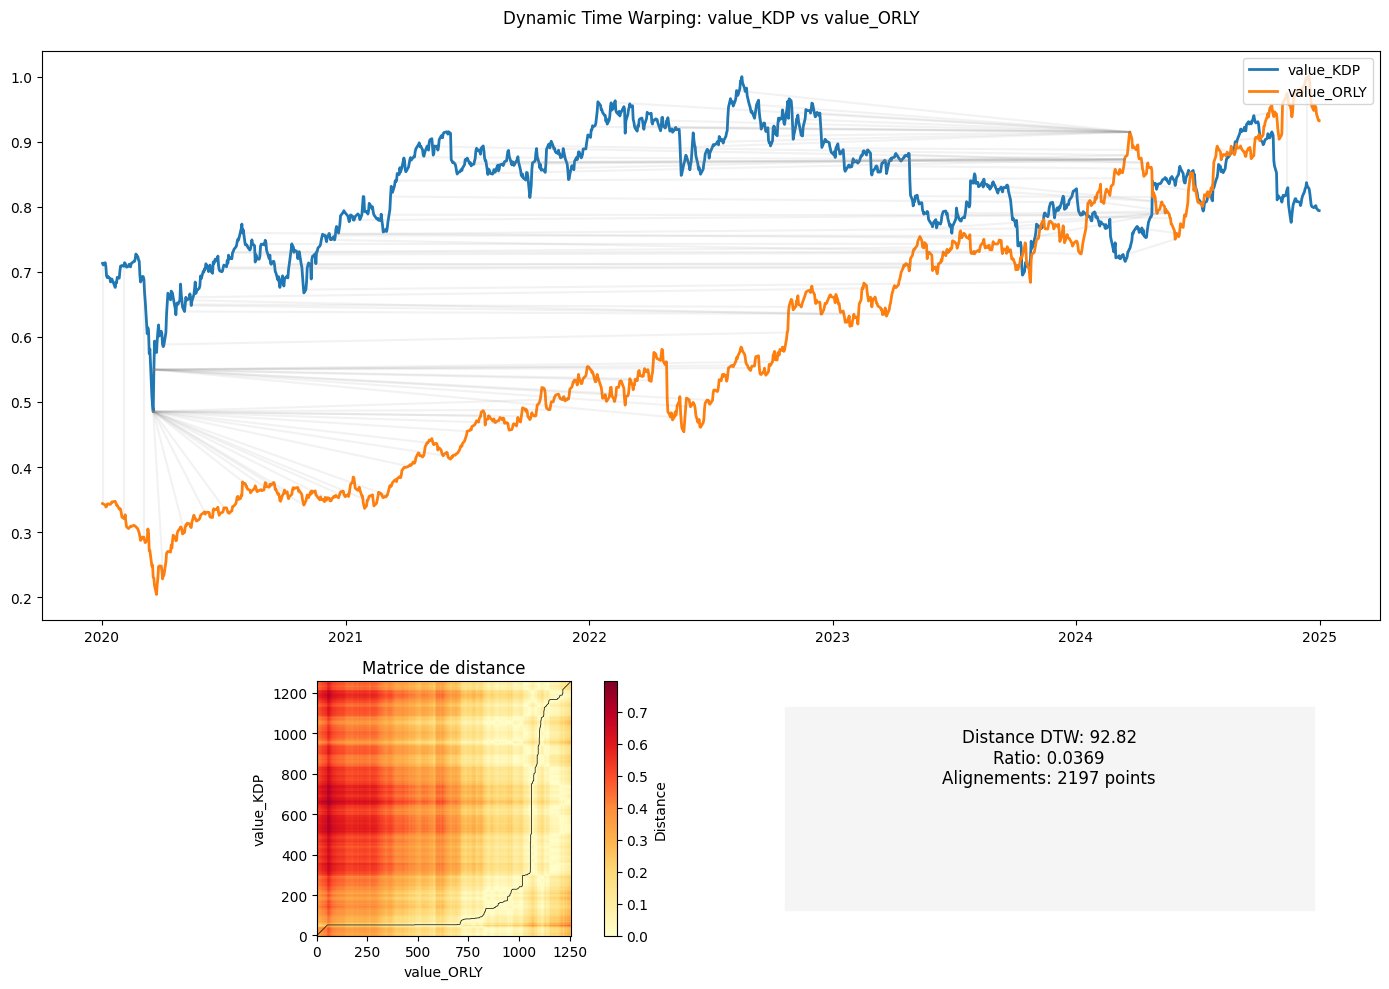 Dynamic Time Warping: value_KDP vs value_ORLY
value_KDP
value_ORLY
1.0
0.9
0.8
0.7
0.6
0.5
0.4
0.3
0.2
2020 2021 2022 2023 2024 2025
Matrice de distance
value_KDP
1200
1000
800
600
400
200
0
0 250 500 750 1000 1250
value_ORLY
0.7
0.6
0.5
0.4
0.3
0.2
0.1
0.0
Distance
Distance DTW: 92.82
Ratio: 0.0369
Alignements: 2197 points